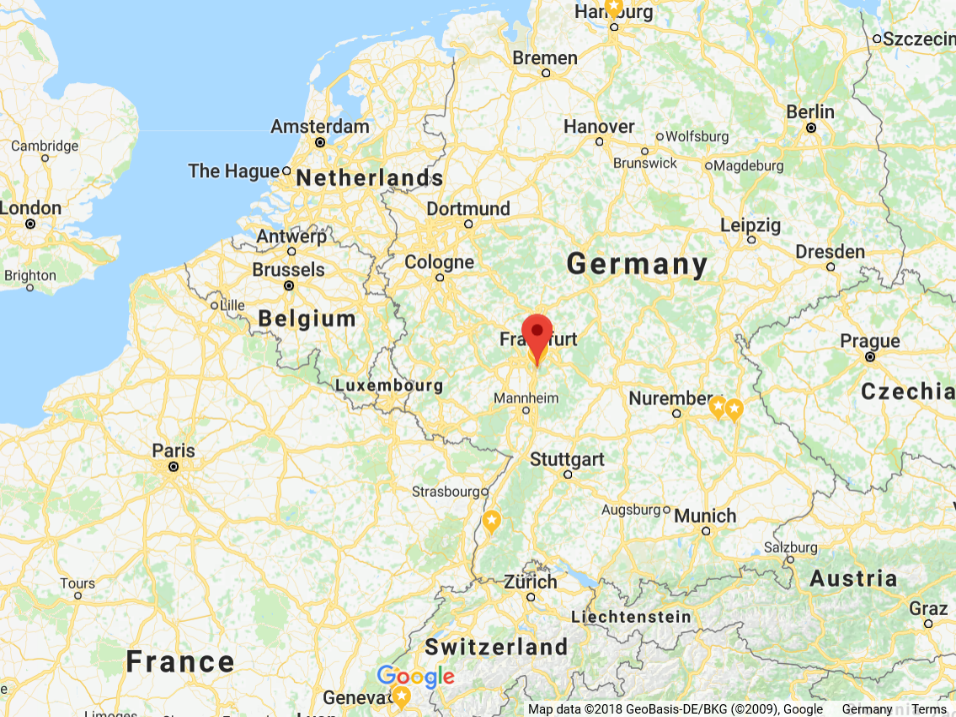 Hamburg
Szczecin
Bremen
Berlin
Amsterdam
Hanover
Wolfsburg
Cambridge
Brunswick
Magdeburg
The Hague
Netherlands
London
Dortmund
Leipzig
Antwerp
Dresden
Cologne
Germany
Brussels
Brighton
Lille
Belgium
Prague
Luxembourg
Czechia
Mannheim
Nuremberg
Paris
Stuttgart
Strasbourg
Augsburg
Munich
Salzburg
Tours
Zürich
Austria
Graz
Liechtenstein
Switzerland
France
Google
Geneva
Map data ©2018 GeoBasis-DE/BKG (©2009), Google Germany Terms